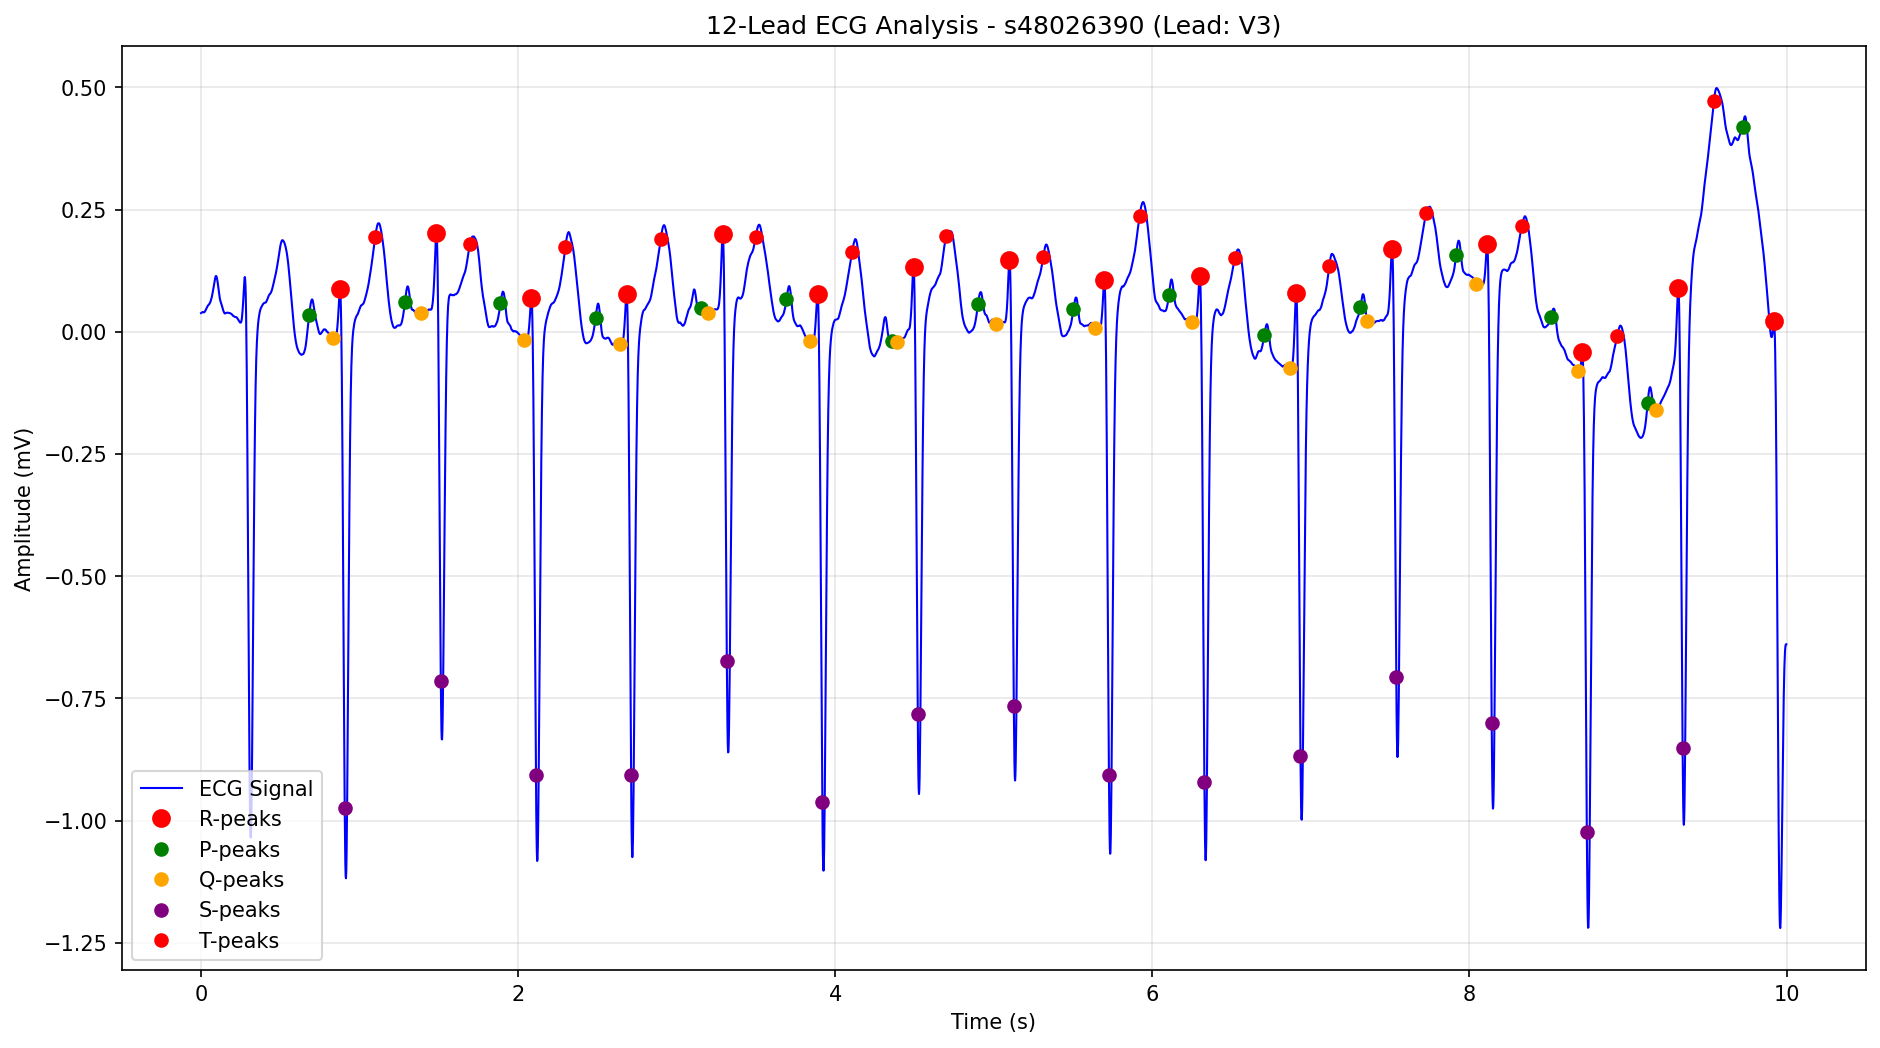 12-Lead ECG Analysis - s48026390 (Lead: V3)
Amplitude (mV)
0.50
0.25
0.00
−0.25
−0.50
−0.75
−1.00
−1.25
ECG Signal
R-peaks
P-peaks
Q-peaks
S-peaks
T-peaks
0 2 4 6 8 10
Time (s)